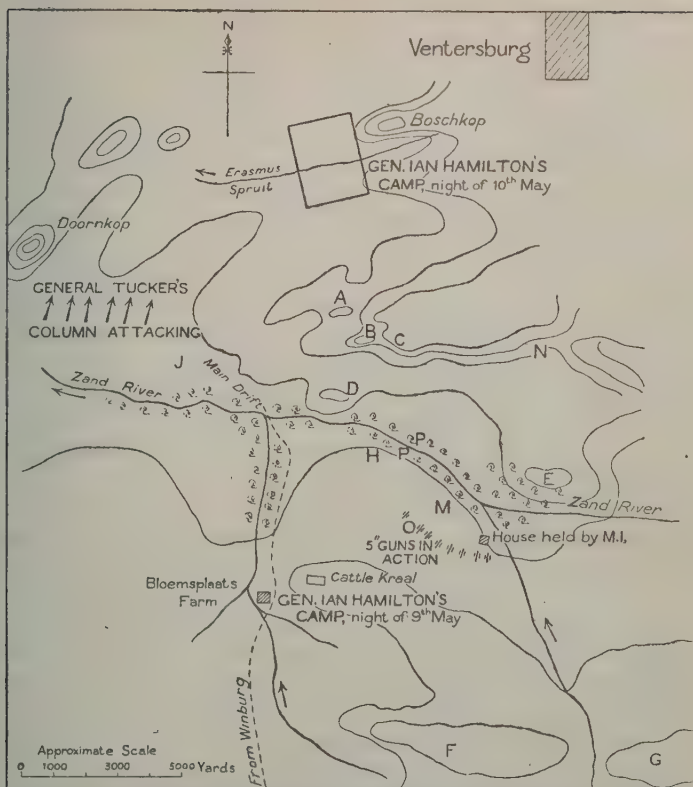 N
Ventersburg
Boschkop
Erasmus
Spruit
GEN. IAN HAMILTON'S
CAMP, night of 10th May
Doornkop
GENERAL TUCKER'S
COLUMN ATTACKING
A
B
C
N
J
Main Drift
D
Zand River
P
H
P
E
Zand River
M
O
House held by M.I.
5" GUNS IN
ACTION
Cattle Kraal
Bloemsplaats
Farm
GEN. IAN HAMILTON'S
CAMP, night of 9th May
From Winburg
F
G
Approximate Scale
0 1000 3000 5000 Yards